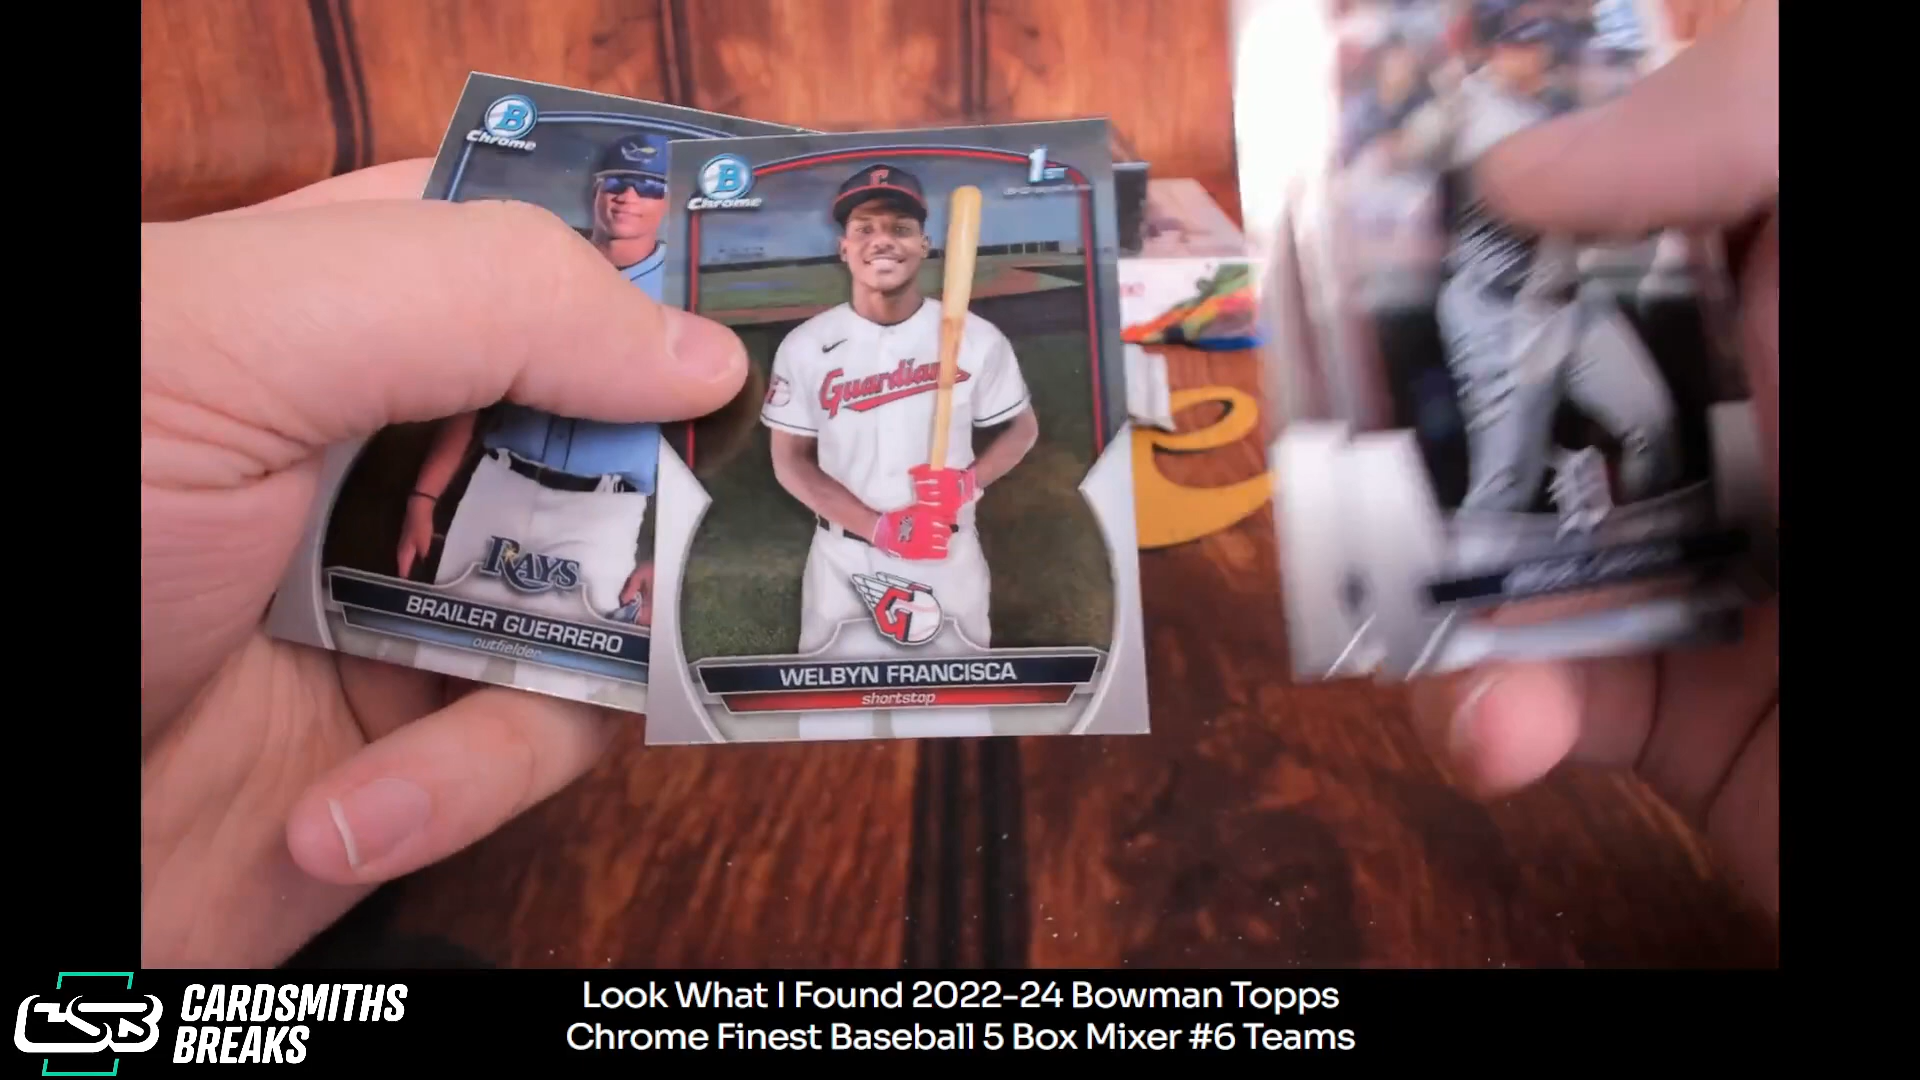 B
Chrome
RAYS
BRAILER GUERRERO
outfielder
B
Chrome
1ST
C
Guardians
G
WELBYN FRANCISCA
shortstop
e
CSB
CARDSMITHS
BREAKS
Look What I Found 2022-24 Bowman Topps
Chrome Finest Baseball 5 Box Mixer #6 Teams